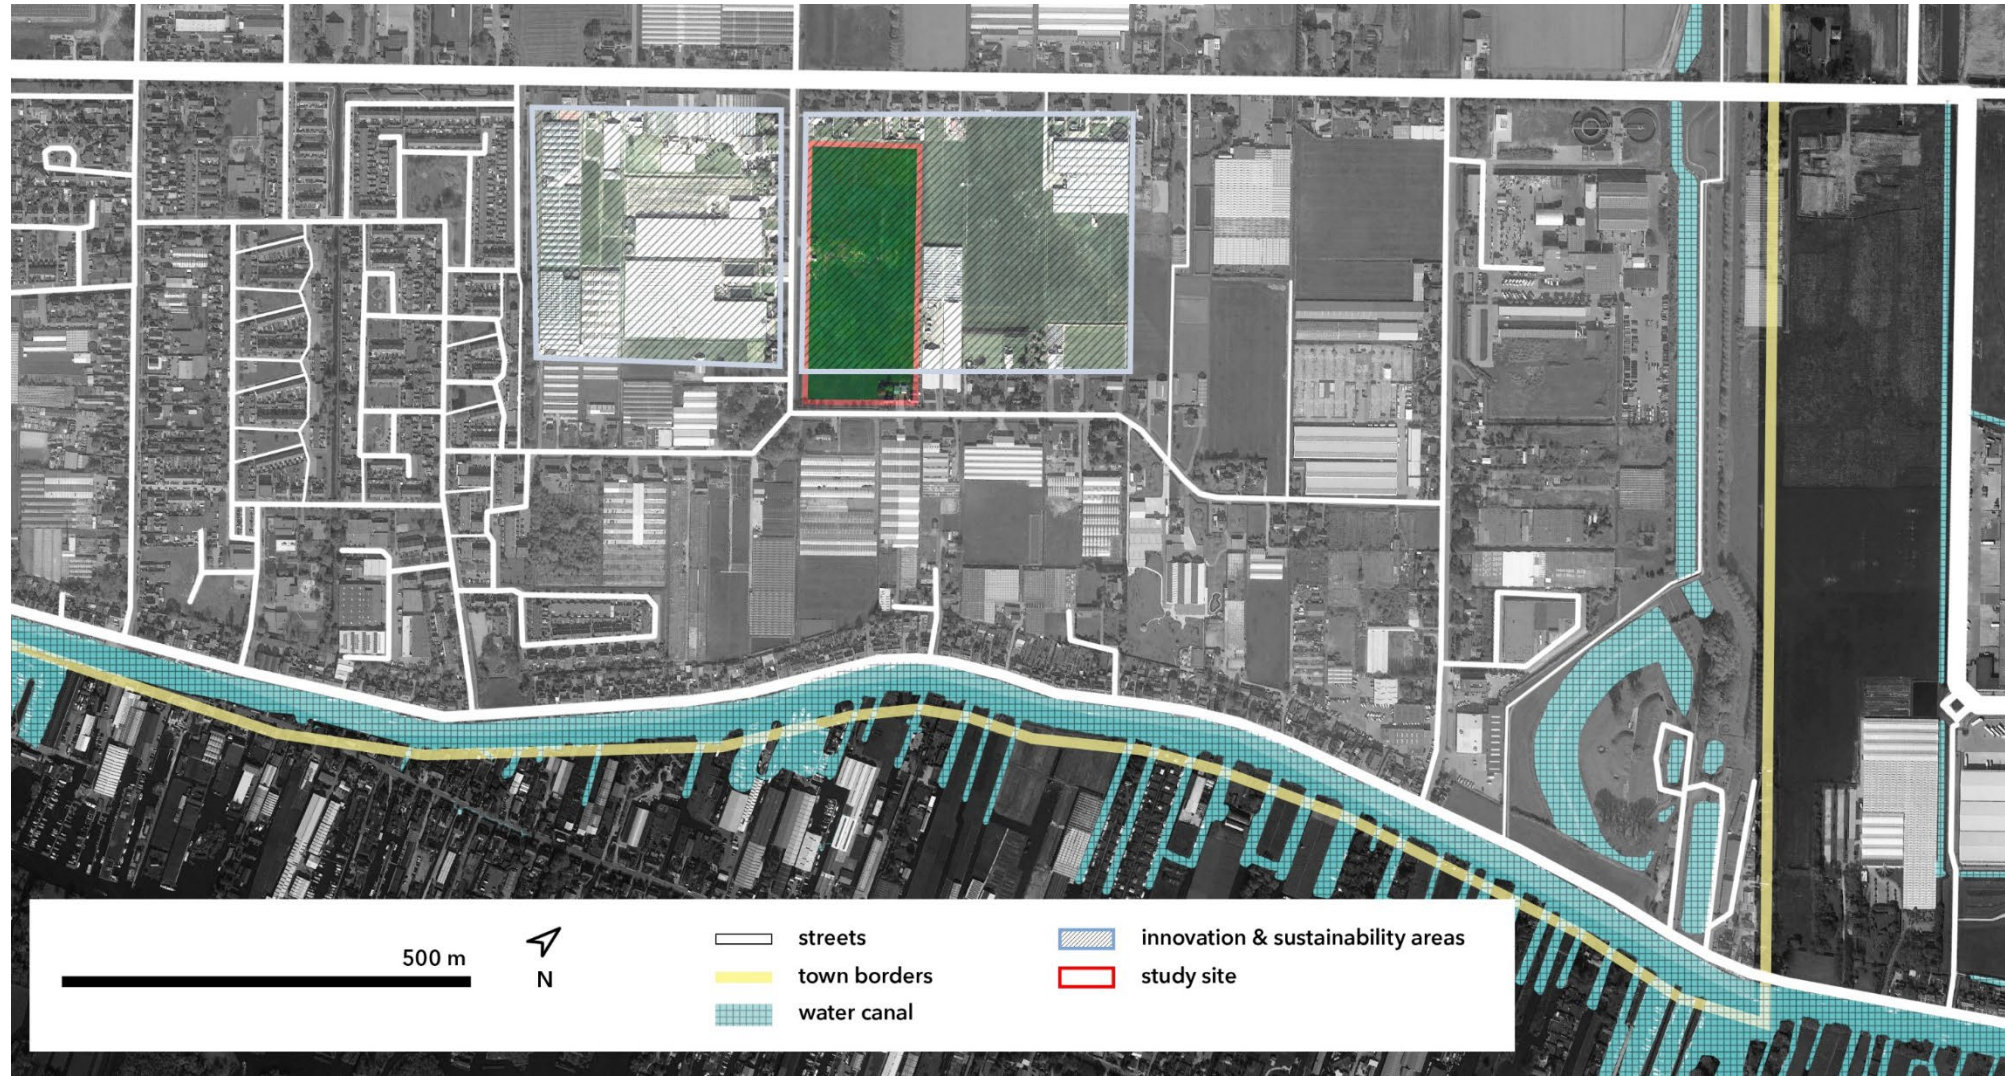 500 m
N
streets
town borders
water canal
innovation & sustainability areas
study site